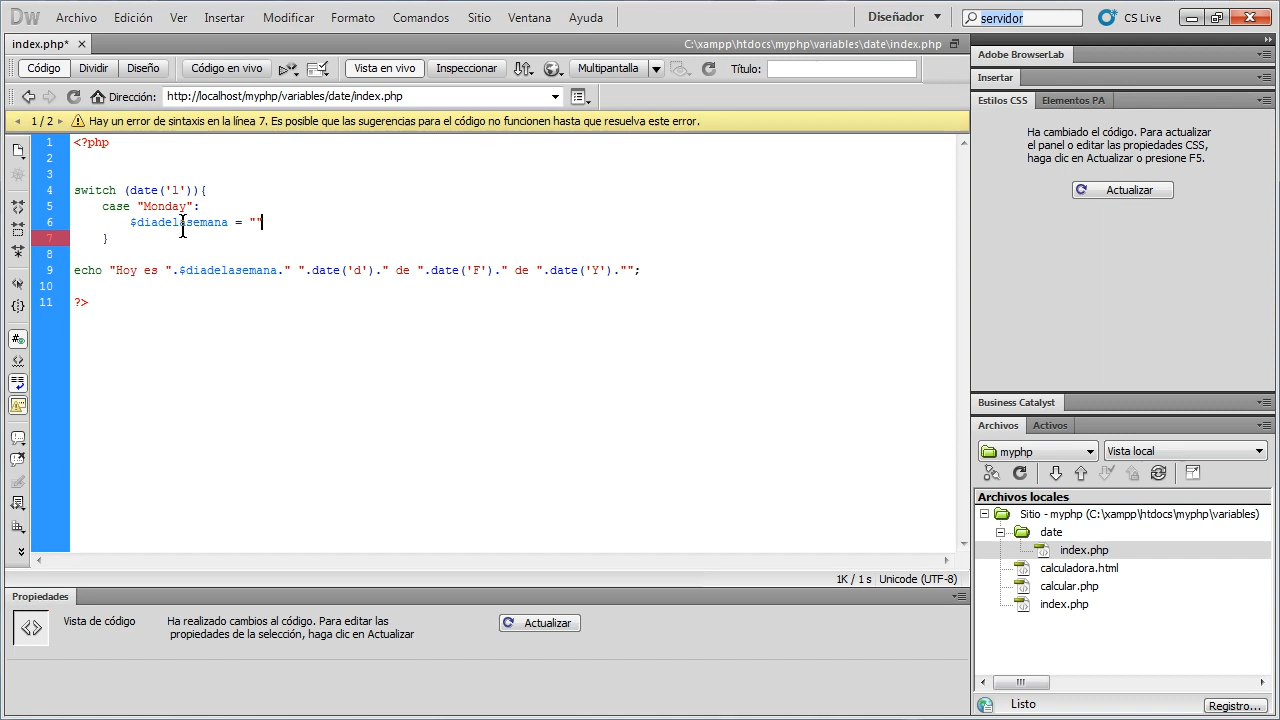 Dw Archivo Edición Ver Insertar Modificar Formato Comandos Sitio Ventana Ayuda Diseñador servidor CS Live
index.php* C:\xampp\htdocs\myphp\variables\date\index.php
Código Dividir Diseño Código en vivo Vista en vivo Inspeccionar Multipantalla Título:
Dirección: http://localhost/myphp/variables/date/index.php
1 / 2 Hay un error de sintaxis en la línea 7. Es posible que las sugerencias para el código no funcionen hasta que resuelva este error.
1 <?php
2
3
4 switch (date('l')){
5 case "Monday":
6 $diadelasemana = ""
7 }
8
9 echo "Hoy es ".$diadelasemana." ".date('d')." de ".date('F')." de ".date('Y')."";
10
11 ?>
1K / 1 s Unicode (UTF-8)
Propiedades
Vista de código
Ha realizado cambios al código. Para editar las
propiedades de la selección, haga clic en Actualizar
Actualizar
Adobe BrowserLab
Insertar
Estilos CSS Elementos PA
Ha cambiado el código. Para actualizar
el panel o editar las propiedades CSS,
haga clic en Actualizar o presione F5.
Actualizar
Business Catalyst
Archivos Activos
myphp Vista local
Archivos locales
Sitio - myphp (C:\xampp\htdocs\myphp\variables)
date
index.php
calculadora.html
calcular.php
index.php
Listo Registro...